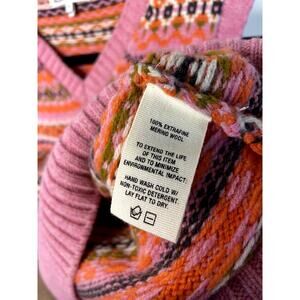 100% EXTRAFINE
MERINO WOOL
TO EXTEND THE LIFE
OF THIS ITEM
AND TO MINIMIZE
ENVIRONMENTAL IMPACT:
HAND WASH COLD W/
NON-TOXIC DETERGENT.
LAY FLAT TO DRY.